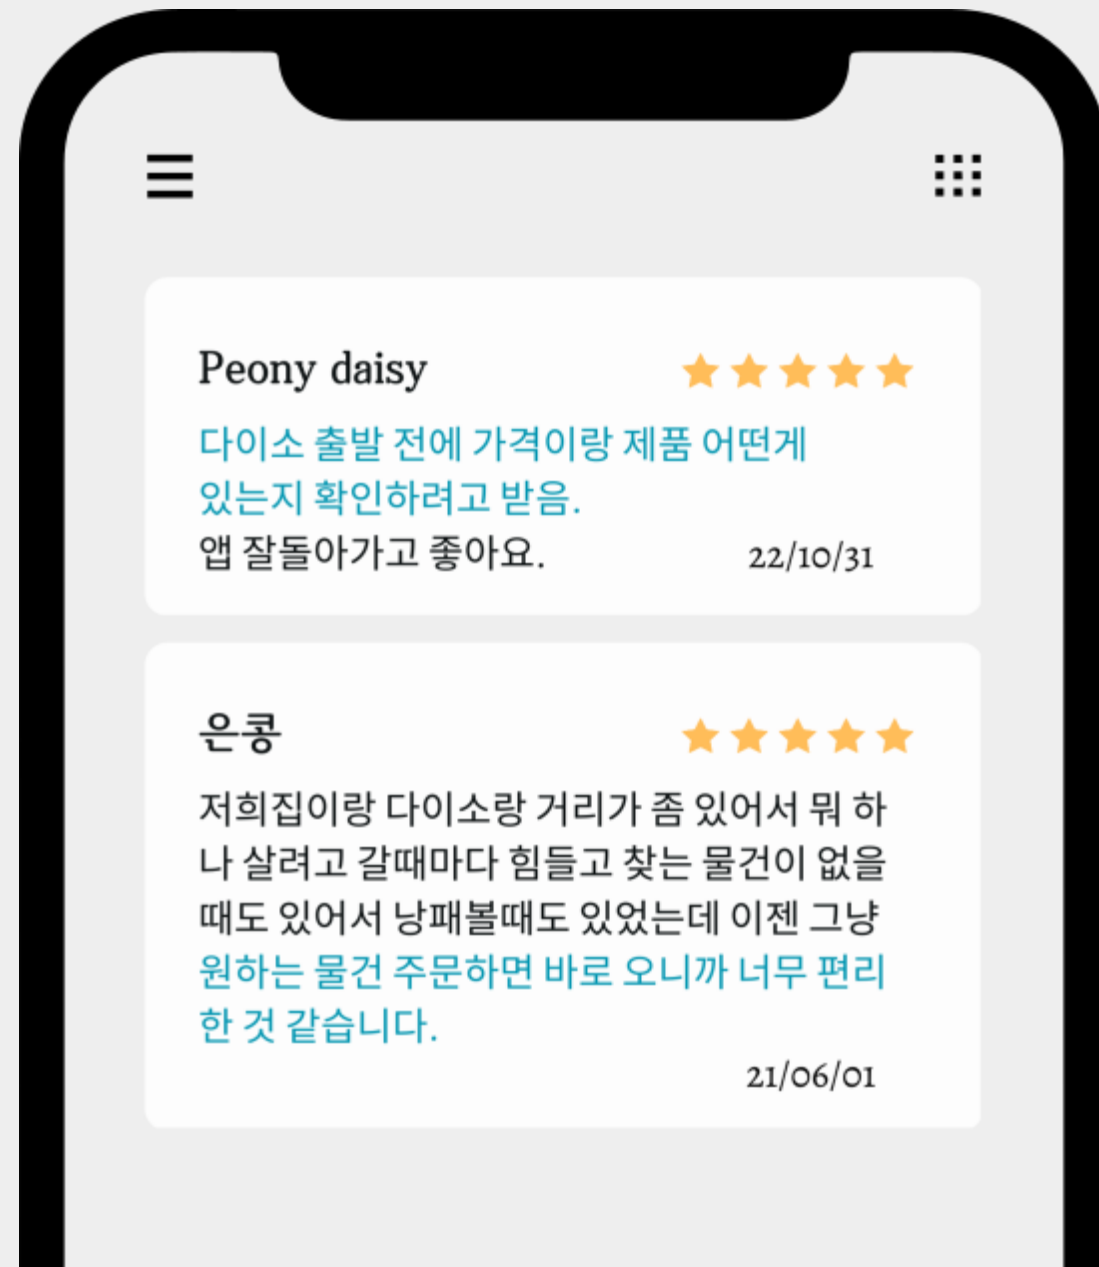 Peony daisy
다이소 출발 전에 가격이랑 제품 어떤게
있는지 확인하려고 받음.
앱 잘돌아가고 좋아요.
22/10/31
은콩
저희집이랑 다이소랑 거리가 좀 있어서 뭐 하
나 살려고 갈때마다 힘들고 찾는 물건이 없을
때도 있어서 낭패볼때도 있었는데 이젠 그냥
원하는 물건 주문하면 바로 오니까 너무 편리
한 것 같습니다.
21/06/01